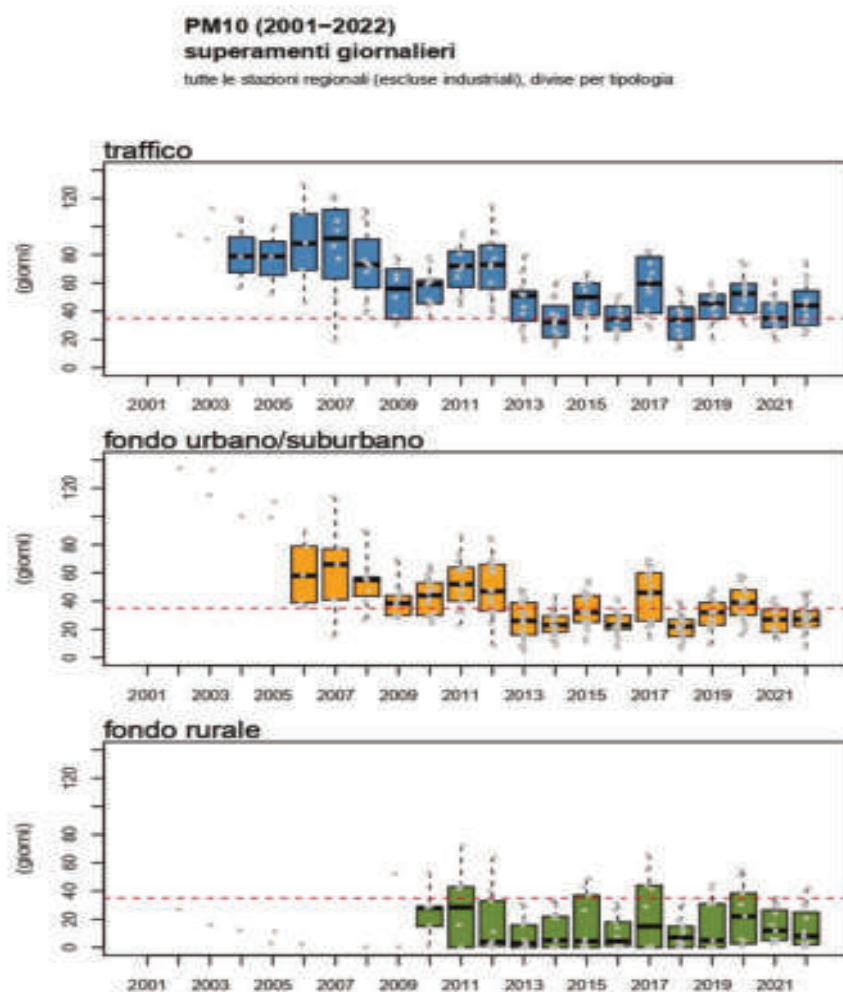 PM10 (2001−2022)
superamenti giornalieri
tutte le stazioni regionali (escluse industriali), divise per tipologia
traffico
(giorni)
120
80
60
40
20
0
2001 2003 2005 2007 2009 2011 2013 2015 2017 2019 2021
fondo urbano/suburbano
(giorni)
120
80
60
40
20
0
2001 2003 2005 2007 2009 2011 2013 2015 2017 2019 2021
fondo rurale
(giorni)
120
80
60
40
20
0
2001 2003 2005 2007 2009 2011 2013 2015 2017 2019 2021